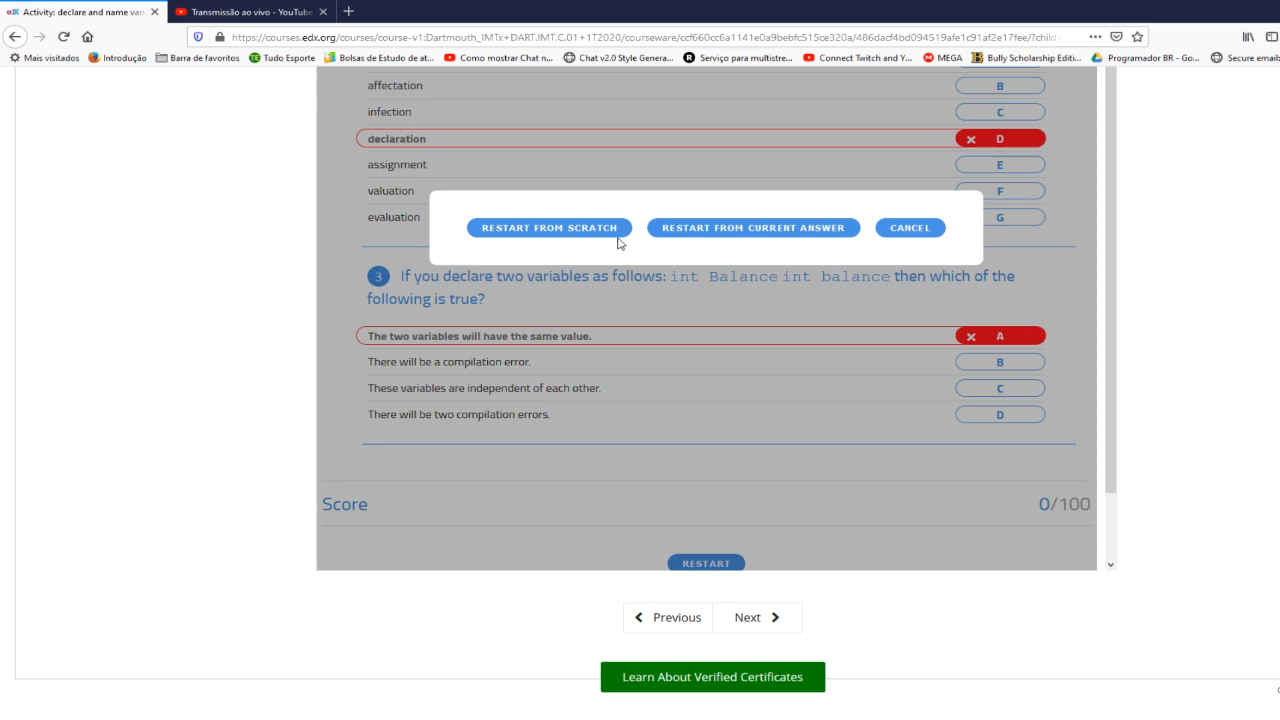 Activity: declare and name vari
Transmissão ao vivo - YouTube
https://courses.edx.org/courses/course-v1:Dartmouth_IMTx+DART.IMT.C.01+1T2020/courseware/ccf660cc6a1141e0a9bebfc515ce320a/486dacf4bd094519afe1c91af2e17fee/?child
Mais visitados Introdução Barra de favoritos Tudo Esporte Bolsas de Estudo de at... Como mostrar Chat n... Chat v2.0 Style Genera... Serviço para multistre... Connect Twitch and Y... MEGA Bully Scholarship Editi... Programador BR - Go... Secure emails
affectation B
infection C
declaration D
assignment E
valuation F
evaluation G
RESTART FROM SCRATCH RESTART FROM CURRENT ANSWER CANCEL
3 If you declare two variables as follows: int Balance int balance then which of the
following is true?
The two variables will have the same value. A
There will be a compilation error. B
These variables are independent of each other. C
There will be two compilation errors. D
Score 0/100
RESTART
Previous Next
Learn About Verified Certificates